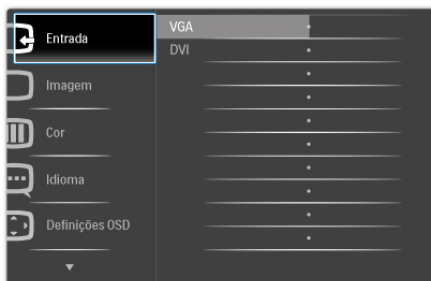 Entrada
VGA
DVI
Imagem
Cor
Idioma
Definições OSD